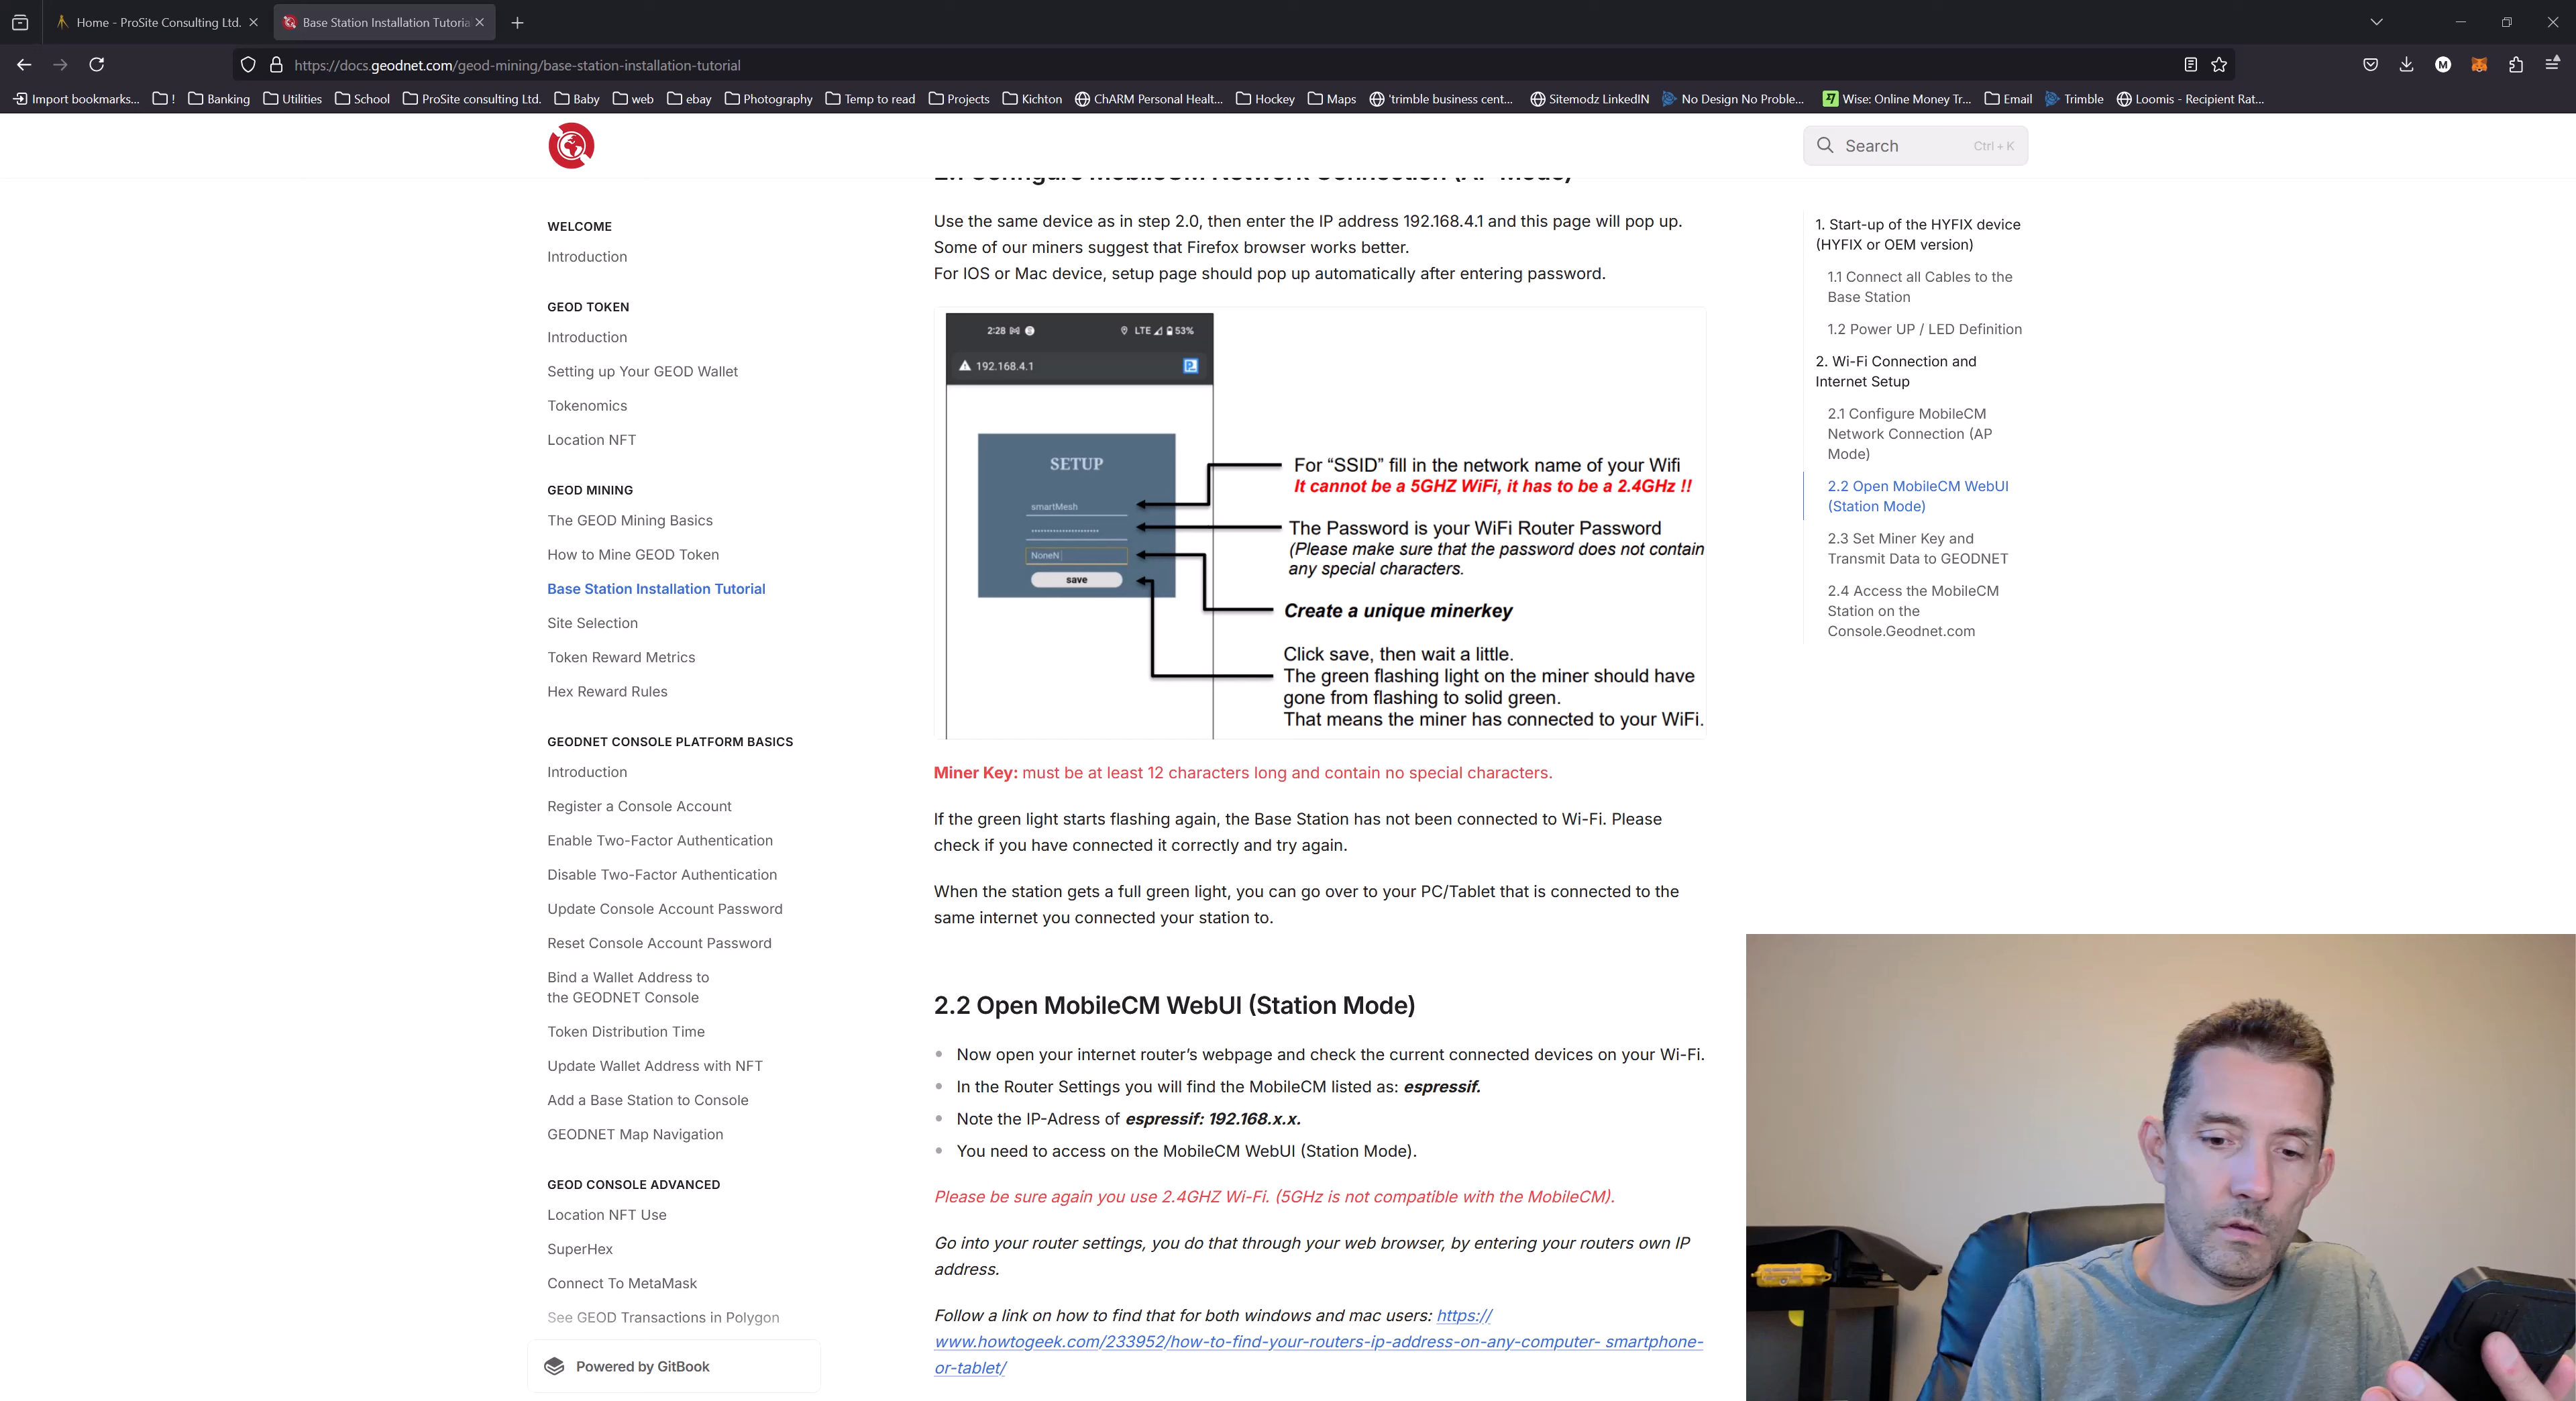 Home - ProSite Consulting Ltd.
Base Station Installation Tutoria
https://docs.geodnet.com/geod-mining/base-station-installation-tutorial
Import bookmarks...
!
Banking
Utilities
School
ProSite consulting Ltd.
Baby
web
ebay
Photography
Temp to read
Projects
Kichton
ChARM Personal Healt...
Hockey
Maps
'trimble business cent...
Sitemodz LinkedIN
No Design No Proble...
Wise: Online Money Tr...
Email
Trimble
Loomis - Recipient Rat...
Search
Ctrl + K
WELCOME
Introduction
GEOD TOKEN
Introduction
Setting up Your GEOD Wallet
Tokenomics
Location NFT
GEOD MINING
The GEOD Mining Basics
How to Mine GEOD Token
Base Station Installation Tutorial
Site Selection
Token Reward Metrics
Hex Reward Rules
GEODNET CONSOLE PLATFORM BASICS
Introduction
Register a Console Account
Enable Two-Factor Authentication
Disable Two-Factor Authentication
Update Console Account Password
Reset Console Account Password
Bind a Wallet Address to
the GEODNET Console
Token Distribution Time
Update Wallet Address with NFT
Add a Base Station to Console
GEODNET Map Navigation
GEOD CONSOLE ADVANCED
Location NFT Use
SuperHex
Connect To MetaMask
See GEOD Transactions in Polygon
Powered by GitBook
2.1 Configure MobileCM Network Connection (AP Mode)
Use the same device as in step 2.0, then enter the IP address 192.168.4.1 and this page will pop up.
Some of our miners suggest that Firefox browser works better.
For IOS or Mac device, setup page should pop up automatically after entering password.
2:28
LTE
53%
192.168.4.1
SETUP
smartMesh
NoneN
save
For “SSID” fill in the network name of your Wifi
It cannot be a 5GHZ WiFi, it has to be a 2.4GHz !!
The Password is your WiFi Router Password
(Please make sure that the password does not contain
any special characters.
Create a unique minerkey
Click save, then wait a little.
The green flashing light on the miner should have
gone from flashing to solid green.
That means the miner has connected to your WiFi.
Miner Key: must be at least 12 characters long and contain no special characters.
If the green light starts flashing again, the Base Station has not been connected to Wi-Fi. Please
check if you have connected it correctly and try again.
When the station gets a full green light, you can go over to your PC/Tablet that is connected to the
same internet you connected your station to.
2.2 Open MobileCM WebUI (Station Mode)
Now open your internet router’s webpage and check the current connected devices on your Wi-Fi.
In the Router Settings you will find the MobileCM listed as: espressif.
Note the IP-Adress of espressif: 192.168.x.x.
You need to access on the MobileCM WebUI (Station Mode).
Please be sure again you use 2.4GHZ Wi-Fi. (5GHz is not compatible with the MobileCM).
Go into your router settings, you do that through your web browser, by entering your routers own IP
address.
Follow a link on how to find that for both windows and mac users: https://
www.howtogeek.com/233952/how-to-find-your-routers-ip-address-on-any-computer- smartphone-
or-tablet/
1. Start-up of the HYFIX device
(HYFIX or OEM version)
1.1 Connect all Cables to the
Base Station
1.2 Power UP / LED Definition
2. Wi-Fi Connection and
Internet Setup
2.1 Configure MobileCM
Network Connection (AP
Mode)
2.2 Open MobileCM WebUI
(Station Mode)
2.3 Set Miner Key and
Transmit Data to GEODNET
2.4 Access the MobileCM
Station on the
Console.Geodnet.com